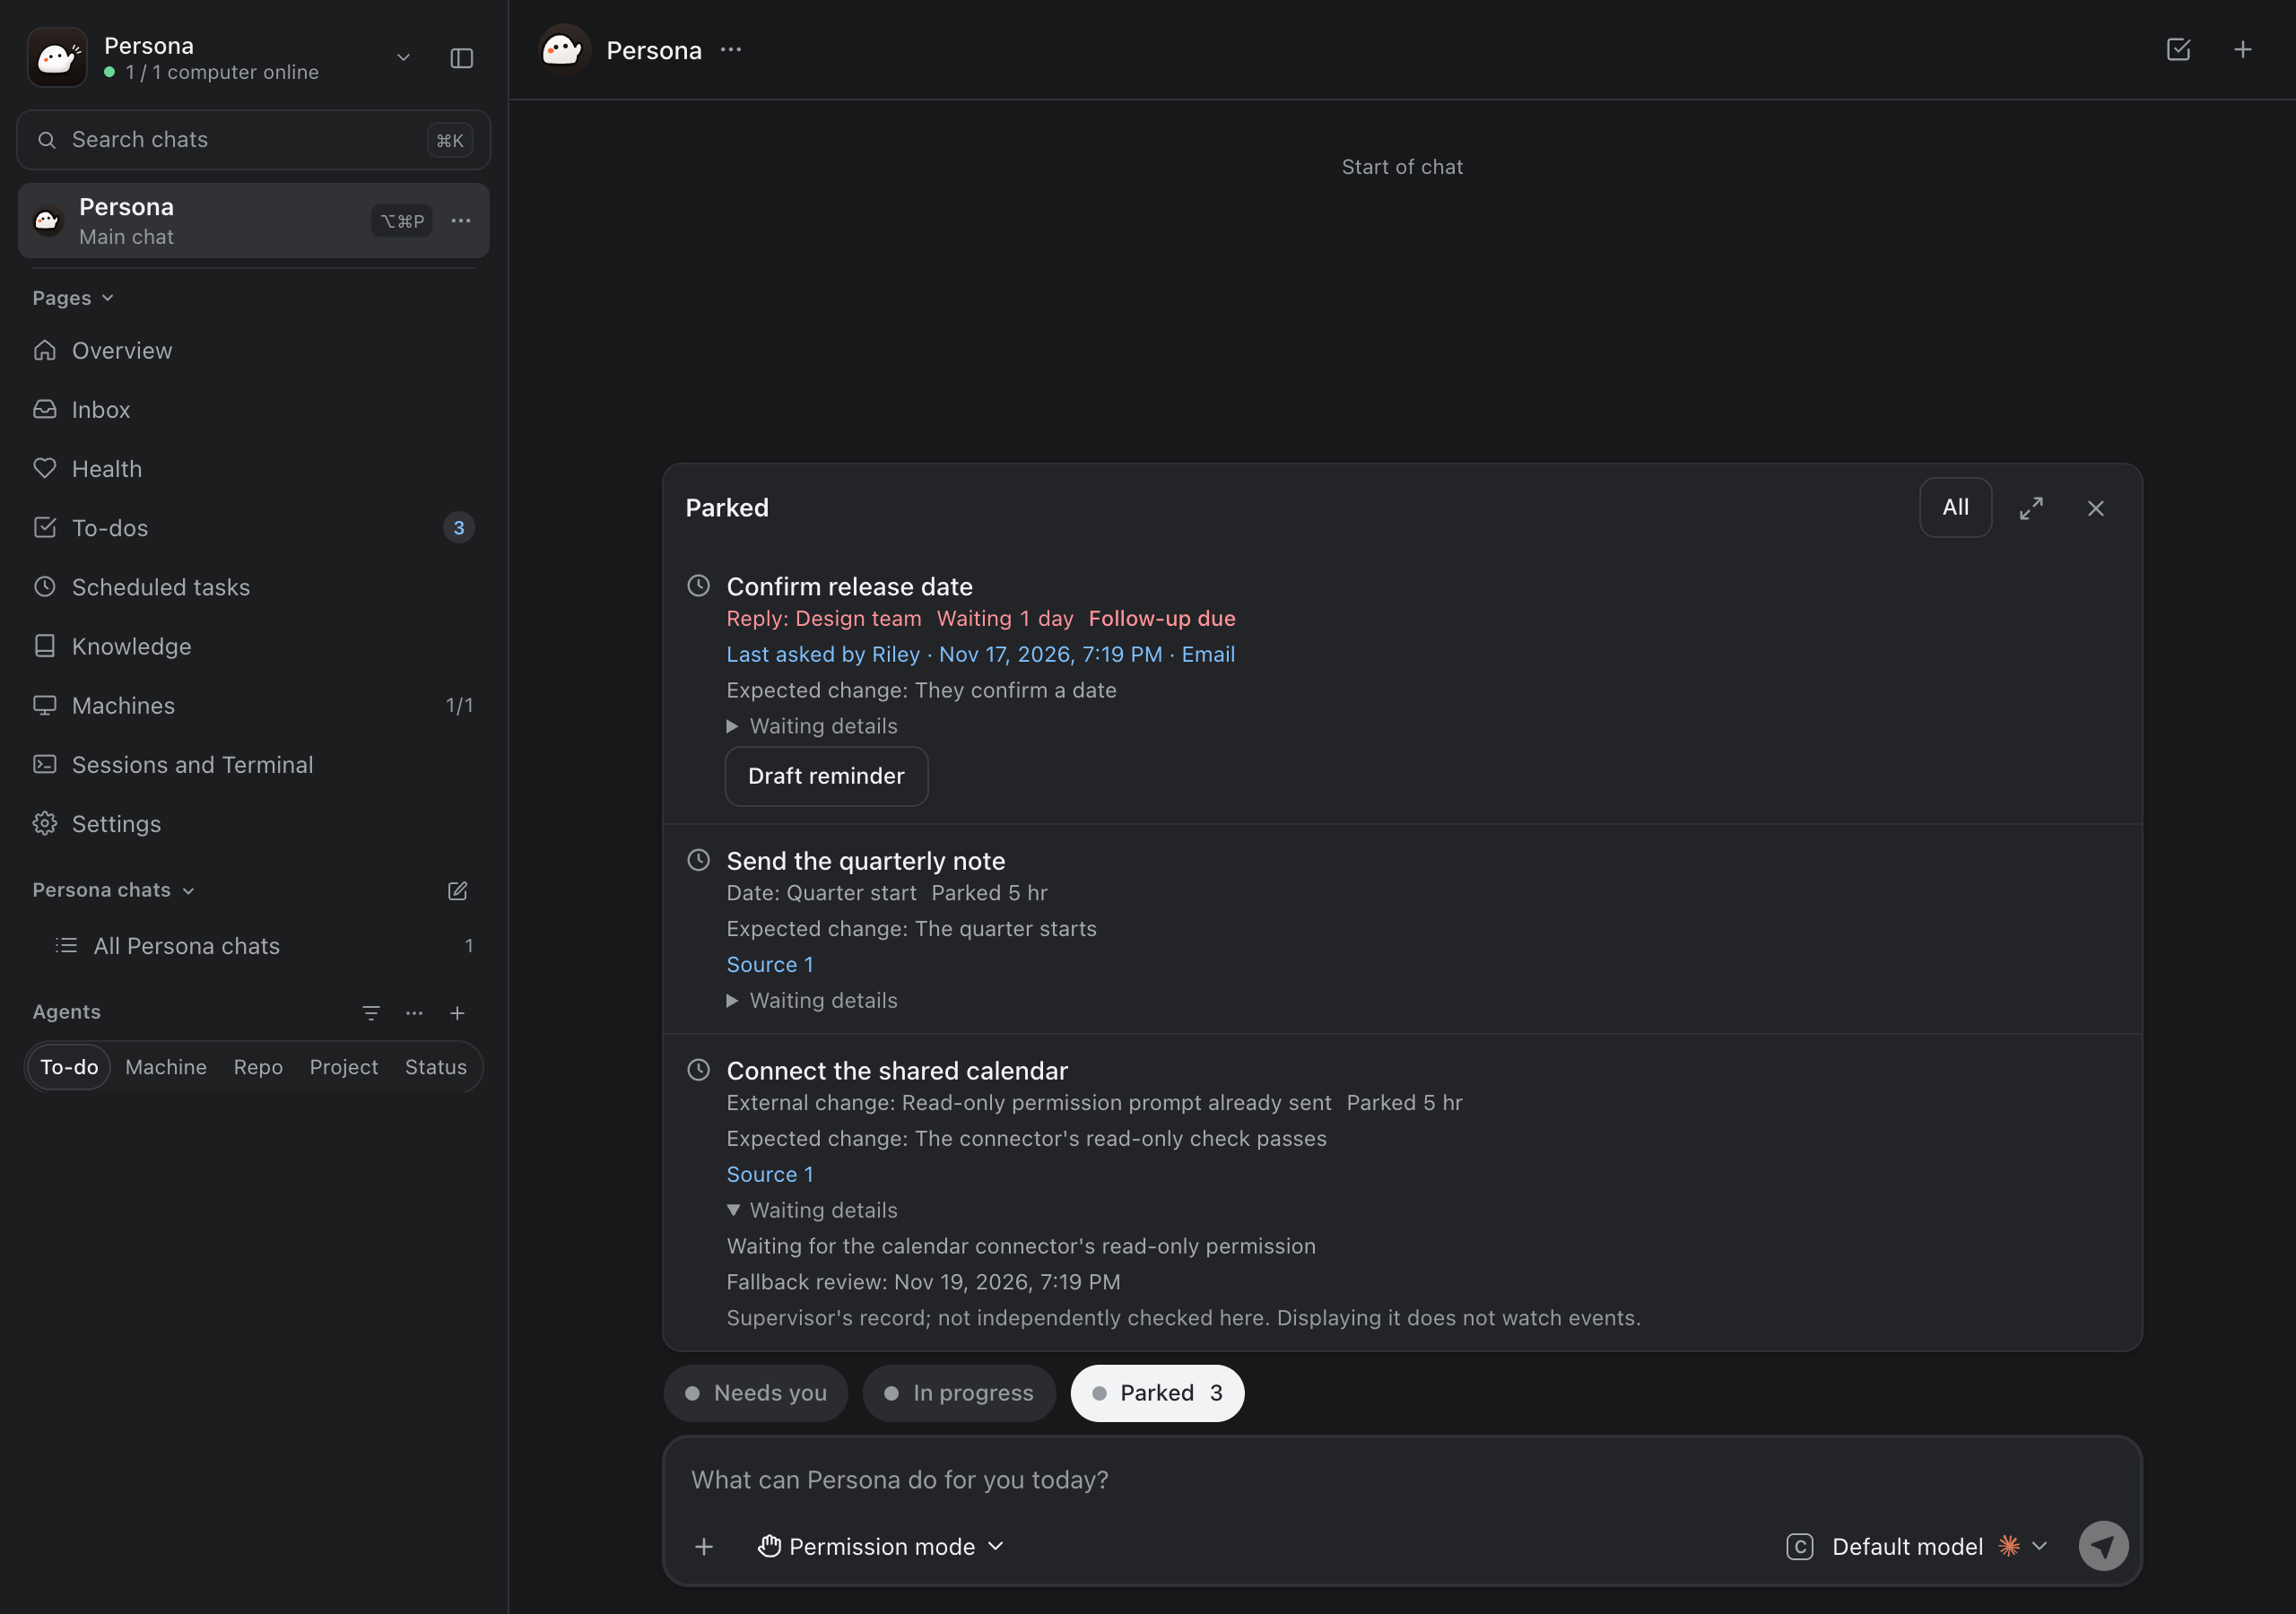 Persona
1 / 1 computer online
Search chats
⌘K
Persona
Main chat
⌥⌘P
Pages
Overview
Inbox
Health
To-dos
3
Scheduled tasks
Knowledge
Machines
1/1
Sessions and Terminal
Settings
Persona chats
All Persona chats
1
Agents
To-do
Machine
Repo
Project
Status
Persona
Start of chat
Parked
All
Confirm release date
Reply: Design team Waiting 1 day Follow-up due
Last asked by Riley · Nov 17, 2026, 7:19 PM · Email
Expected change: They confirm a date
Waiting details
Draft reminder
Send the quarterly note
Date: Quarter start Parked 5 hr
Expected change: The quarter starts
Source 1
Waiting details
Connect the shared calendar
External change: Read-only permission prompt already sent Parked 5 hr
Expected change: The connector's read-only check passes
Source 1
Waiting details
Waiting for the calendar connector's read-only permission
Fallback review: Nov 19, 2026, 7:19 PM
Supervisor's record; not independently checked here. Displaying it does not watch events.
Needs you
In progress
Parked 3
What can Persona do for you today?
Permission mode
C
Default model